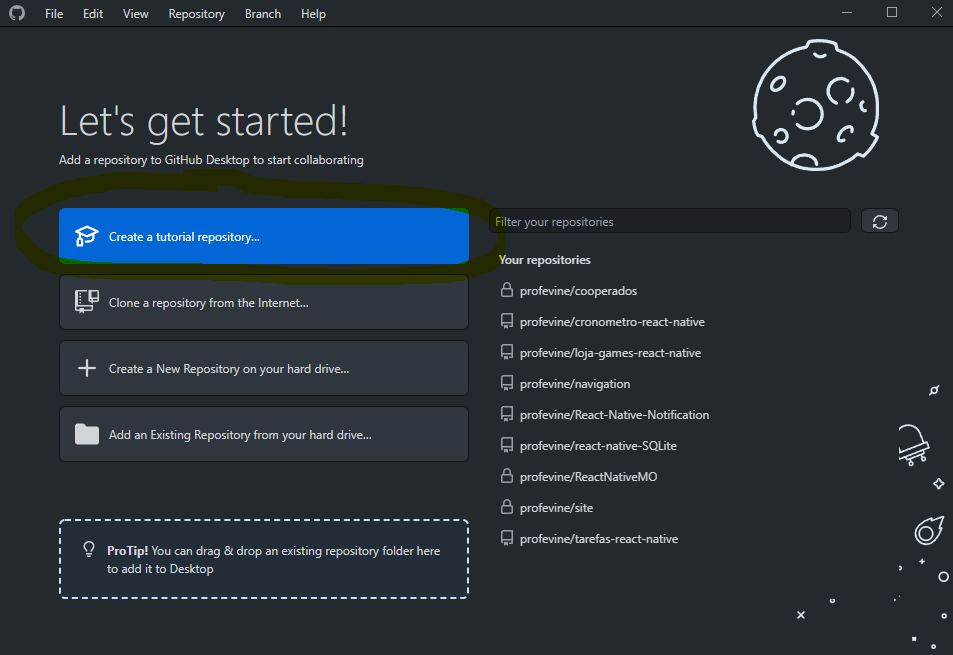 File Edit View Repository Branch Help
Let's get started!
Add a repository to GitHub Desktop to start collaborating
Create a tutorial repository...
Clone a repository from the Internet...
Create a New Repository on your hard drive...
Add an Existing Repository from your hard drive...
ProTip! You can drag & drop an existing repository folder here
to add it to Desktop
Filter your repositories
Your repositories
profevine/cooperados
profevine/cronometro-react-native
profevine/loja-games-react-native
profevine/navigation
profevine/React-Native-Notification
profevine/react-native-SQLite
profevine/ReactNativeMO
profevine/site
profevine/tarefas-react-native